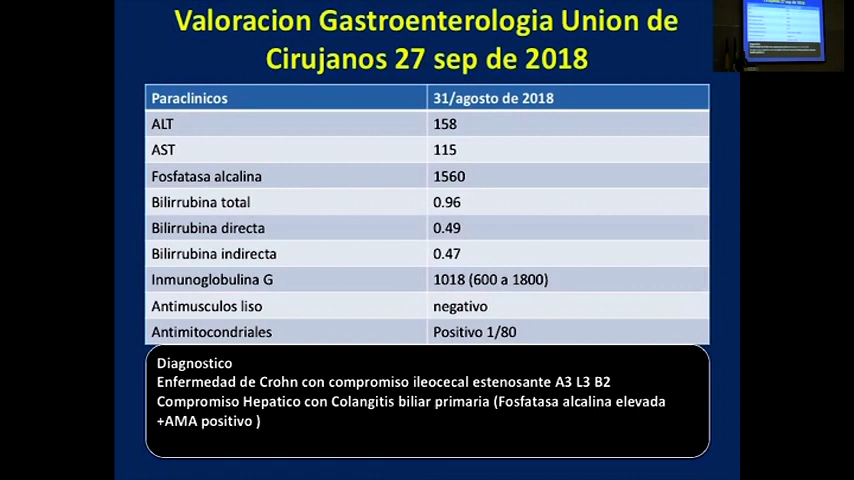 Valoracion Gastroenterologia Union de
Cirujanos 27 sep de 2018
Paraclinicos 31/agosto de 2018
ALT 158
AST 115
Fosfatasa alcalina 1560
Bilirrubina total 0.96
Bilirrubina directa 0.49
Bilirrubina indirecta 0.47
Inmunoglobulina G 1018 (600 a 1800)
Antimusculos liso negativo
Antimitocondriales Positivo 1/80
Diagnostico
Enfermedad de Crohn con compromiso ileocecal estenosante A3 L3 B2
Compromiso Hepatico con Colangitis biliar primaria (Fosfatasa alcalina elevada
+AMA positivo )